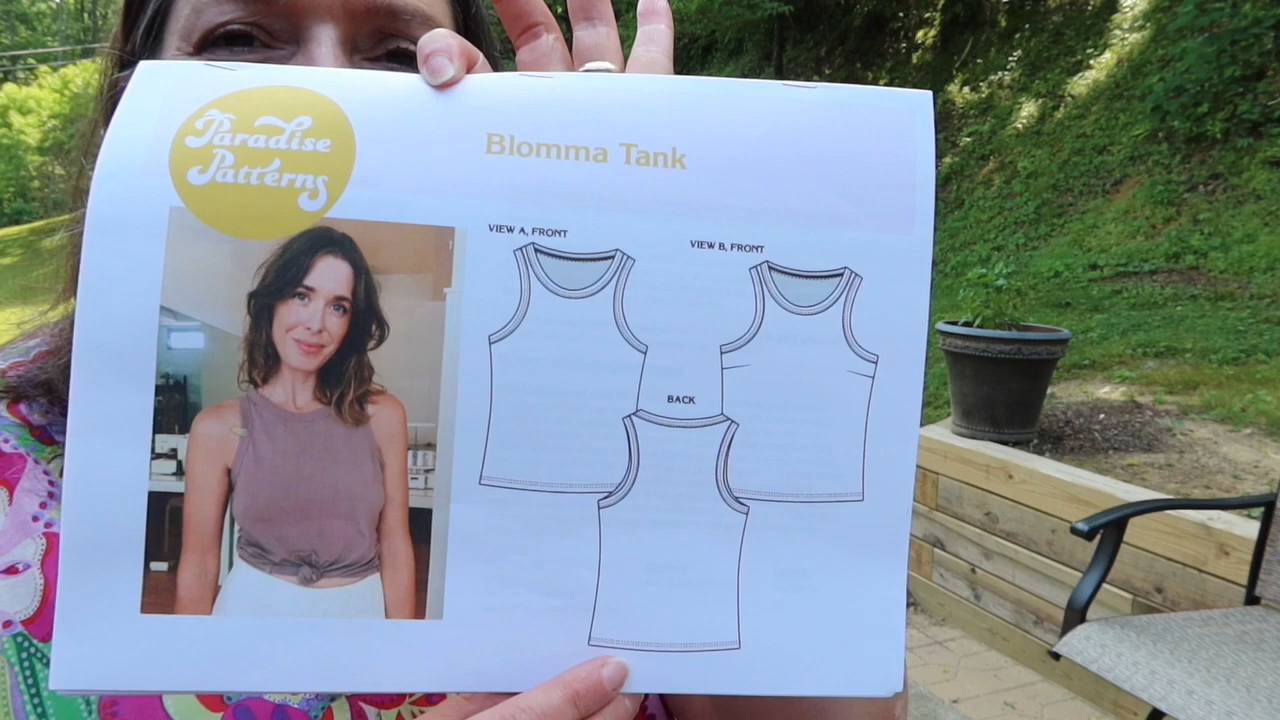 Paradise
Patterns
Blomma Tank
VIEW A, FRONT
VIEW B, FRONT
BACK